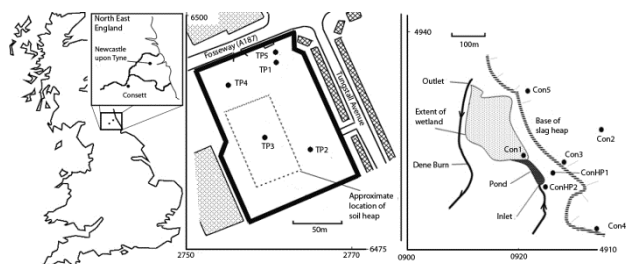 North East
England
Newcastle
upon Tyne
Consett
6500
Fosseway (A187)
Tunstall Avenue
TP5
TP1
TP4
TP3
TP2
Approximate
location of
soil heap
50m
2750
2770
6475
4940
100m
Outlet
Extent of
wetland
Dene Burn
Con5
Base of
slag heap
Con2
Con1
Con3
ConHP1
Pond
ConHP2
Inlet
Con4
0900
0920
4910